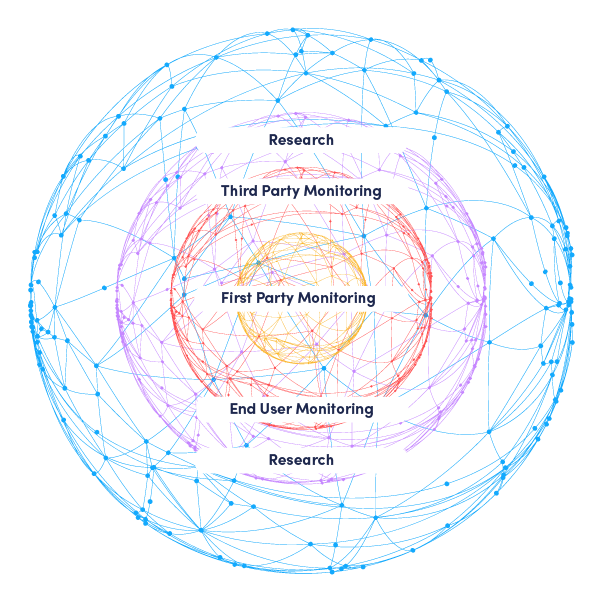 Research
Third Party Monitoring
First Party Monitoring
End User Monitoring
Research